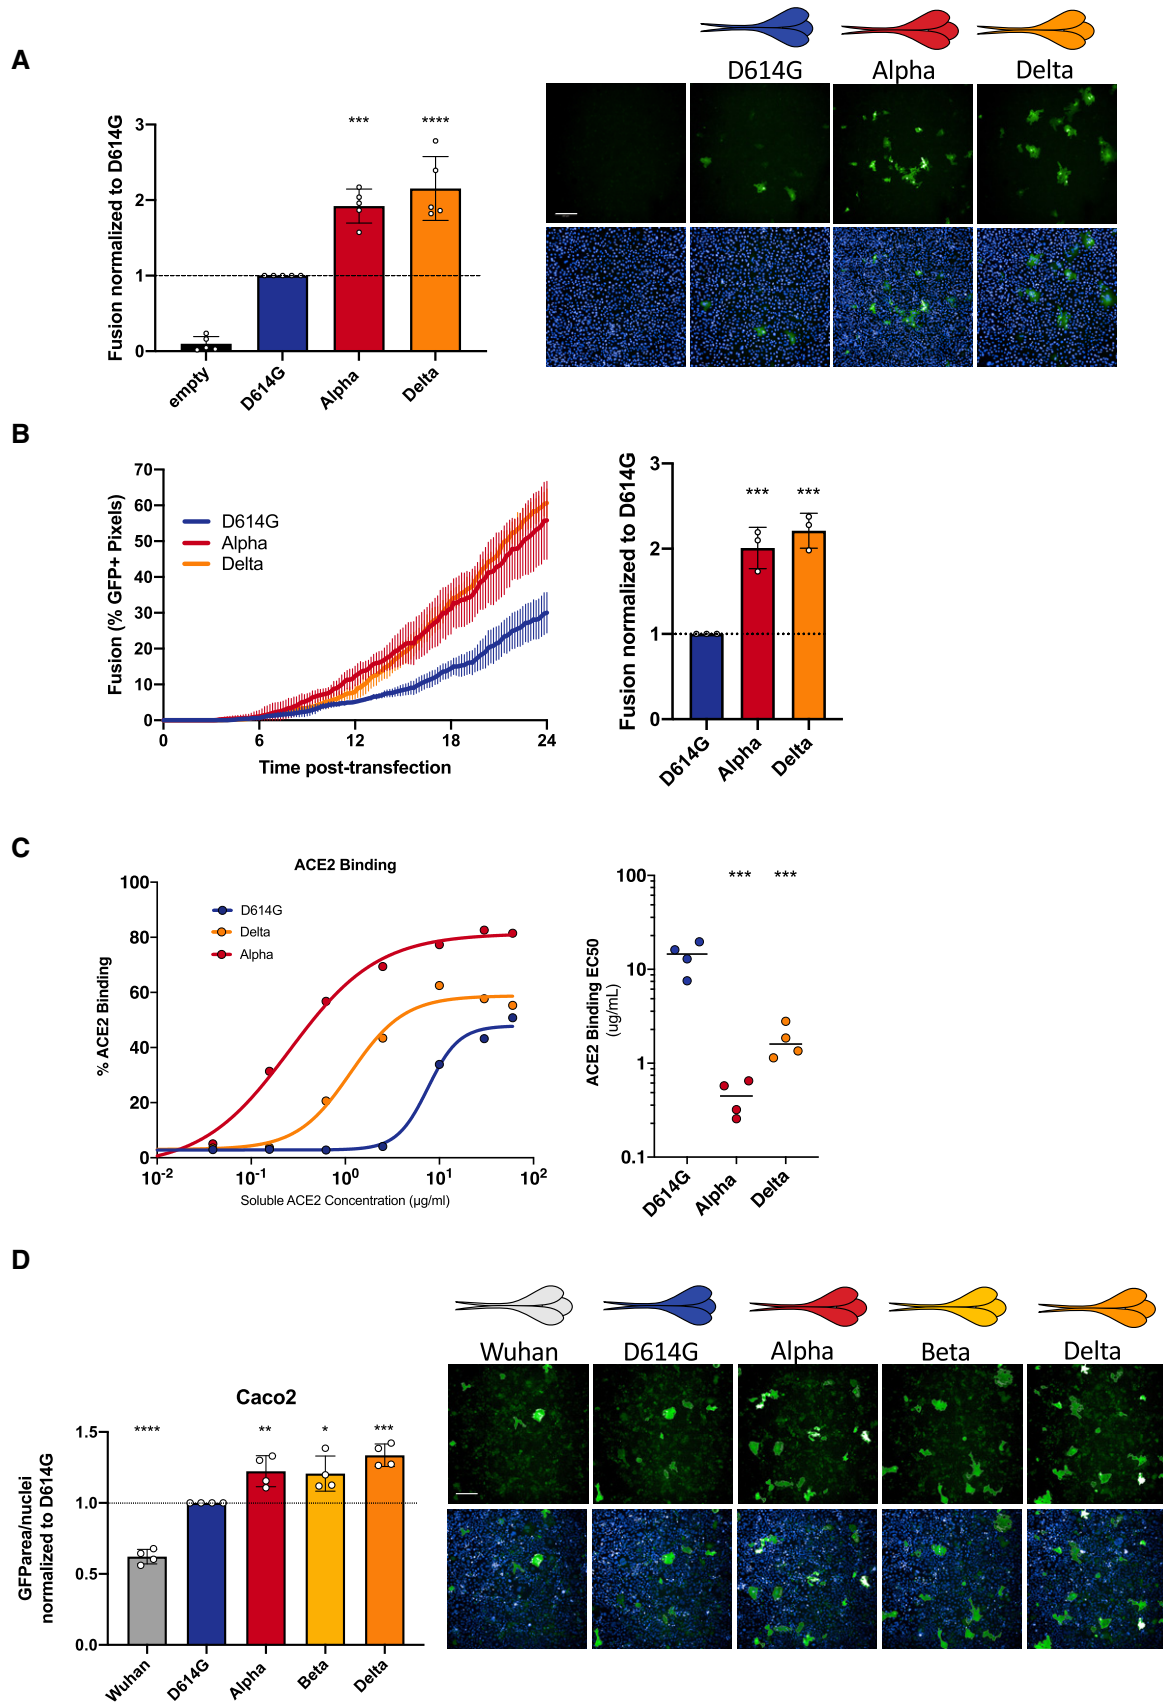 A
D614G Alpha Delta
Fusion normalized to D614G
3
2
1
0
*** ****
empty D614G Alpha Delta
B
Fusion (% GFP+ Pixels)
70
60
50
40
30
20
10
0
D614G
Alpha
Delta
0 6 12 18 24
Time post-transfection
Fusion normalized to D614G
3
2
1
0
*** ***
D614G Alpha Delta
C
ACE2 Binding
% ACE2 Binding
100
80
60
40
20
0
D614G
Delta
Alpha
10-2 10-1 100 101 102
Soluble ACE2 Concentration (µg/ml)
ACE2 Binding EC50
(ug/mL)
100
10
1
0.1
*** ***
D614G Alpha Delta
D
Wuhan D614G Alpha Beta Delta
Caco2
GFParea/nuclei
normalized to D614G
1.5
1.0
0.5
0.0
**** ** * ***
Wuhan D614G Alpha Beta Delta